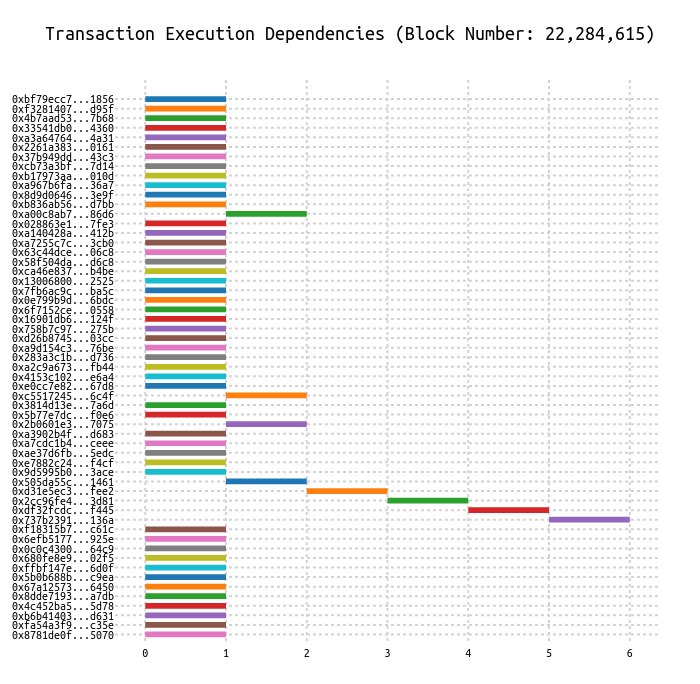 Transaction Execution Dependencies (Block Number: 22,284,615)
0xbf79ecc7...1856
0xf3281407...d95f
0x4b7aad53...7b68
0x33541db0...4360
0xa3a64764...4a31
0x2261a383...0161
0x37b949dd...43c3
0xcb73a3bf...7d14
0xb17973aa...010d
0xa967b6fa...36a7
0x8d9d0646...3e9f
0xb836ab56...d7bb
0xa00c8ab7...86d6
0x028863e1...7fe3
0xa140428a...412b
0xa7255c7c...3cb0
0x63c44dce...06c8
0x58f504da...d6c8
0xca46e837...b4be
0x13006800...2525
0x7fb6ac9c...ba5c
0x0e799b9d...6bdc
0x6f7152ce...0558
0x16901db6...124f
0x758b7c97...275b
0xd26b8745...03cc
0xa9d154c3...76be
0x283a3c1b...d736
0xa2c9a673...fb44
0x4153c102...e6a4
0xe0cc7e82...67d8
0xc5517245...6c4f
0x3814d13e...7a6d
0x5b77e7dc...f0e6
0x2b0601e3...7075
0xa3902b4f...d683
0xa7cdc1b4...ceee
0xae37d6fb...5edc
0xe7882c24...f4cf
0x9d5995b0...3ace
0x505da55c...1461
0xd31e5ec3...fee2
0x2cc96fe4...3d81
0xdf32fcdc...f445
0x737b2391...136a
0xf18315b7...c61c
0x6efb5177...925e
0x0c0c4300...64c9
0x680fe8e9...02f5
0xffbf147e...6d0f
0x5b0b688b...c9ea
0x67a12573...6450
0x8dde7193...a7db
0x4c452ba5...5d78
0xb6b41403...d631
0xfa54a3f9...c35e
0x8781de0f...5070
0 1 2 3 4 5 6